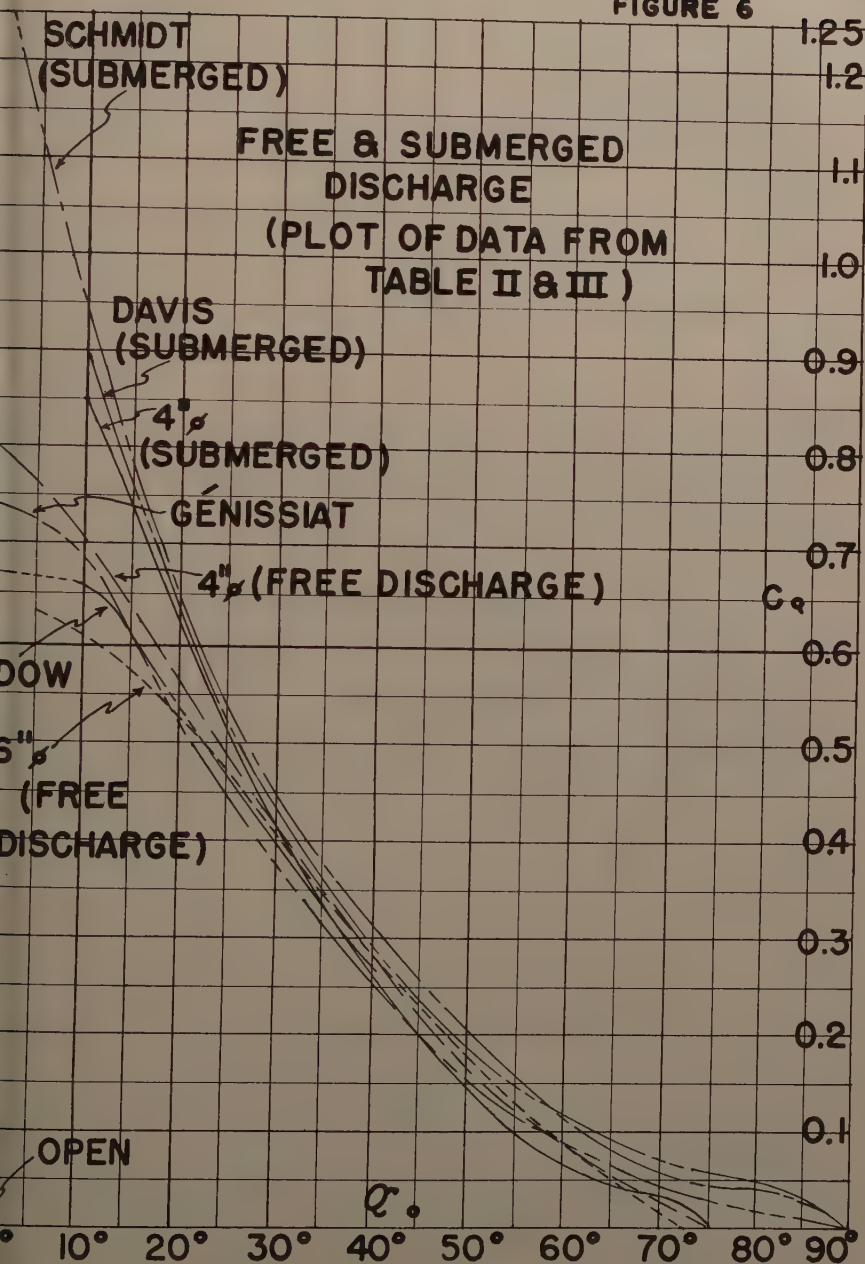 FIGURE 6
SCHMIDT
(SUBMERGED)
FREE & SUBMERGED
DISCHARGE
(PLOT OF DATA FROM
TABLE II & III)
DAVIS
(SUBMERGED)
4"ø
(SUBMERGED)
GÉNISSIAT
4"ø (FREE DISCHARGE)
DOW
6"ø
(FREE
DISCHARGE)
OPEN
1.25
1.2
1.1
1.0
0.9
0.8
0.7
CQ
0.6
0.5
0.4
0.3
0.2
0.1
10° 20° 30° 40° 50° 60° 70° 80° 90°